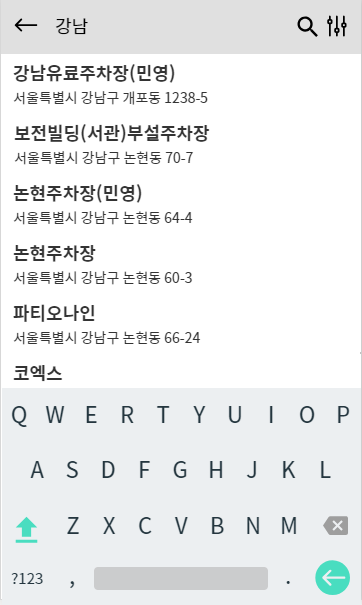 강남
강남유료주차장(민영)
서울특별시 강남구 개포동 1238-5
보전빌딩(서관)부설주차장
서울특별시 강남구 논현동 70-7
논현주차장(민영)
서울특별시 강남구 논현동 64-4
논현주차장
서울특별시 강남구 논현동 60-3
파티오나인
서울특별시 강남구 논현동 66-24
코엑스
Q W E R T Y U I O P
A S D F G H J K L
Z X C V B N M
?123 , .